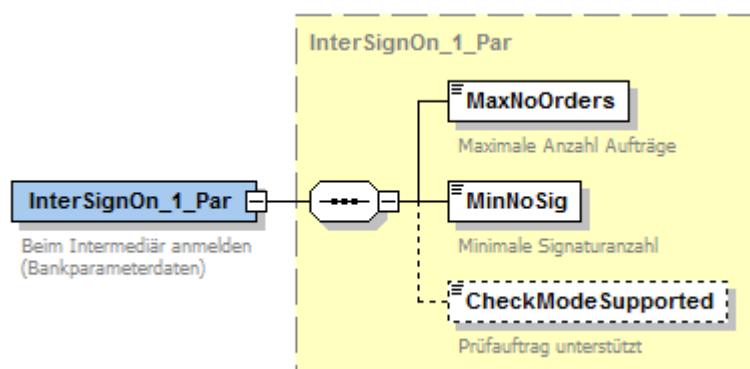 InterSignOn_1_Par
MaxNoOrders
Maximale Anzahl Aufträge
InterSignOn_1_Par
Beim Intermediär anmelden
(Bankparameterdaten)
MinNoSig
Minimale Signaturanzahl
CheckModeSupported
Prüfauftrag unterstützt